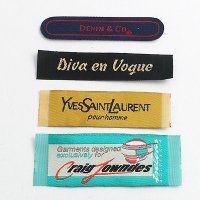 DENIM & CO.
Diva en Vogue
YVESSAINTLAURENT
pour homme
Garments designed
exclusively for
Craig Lowndes